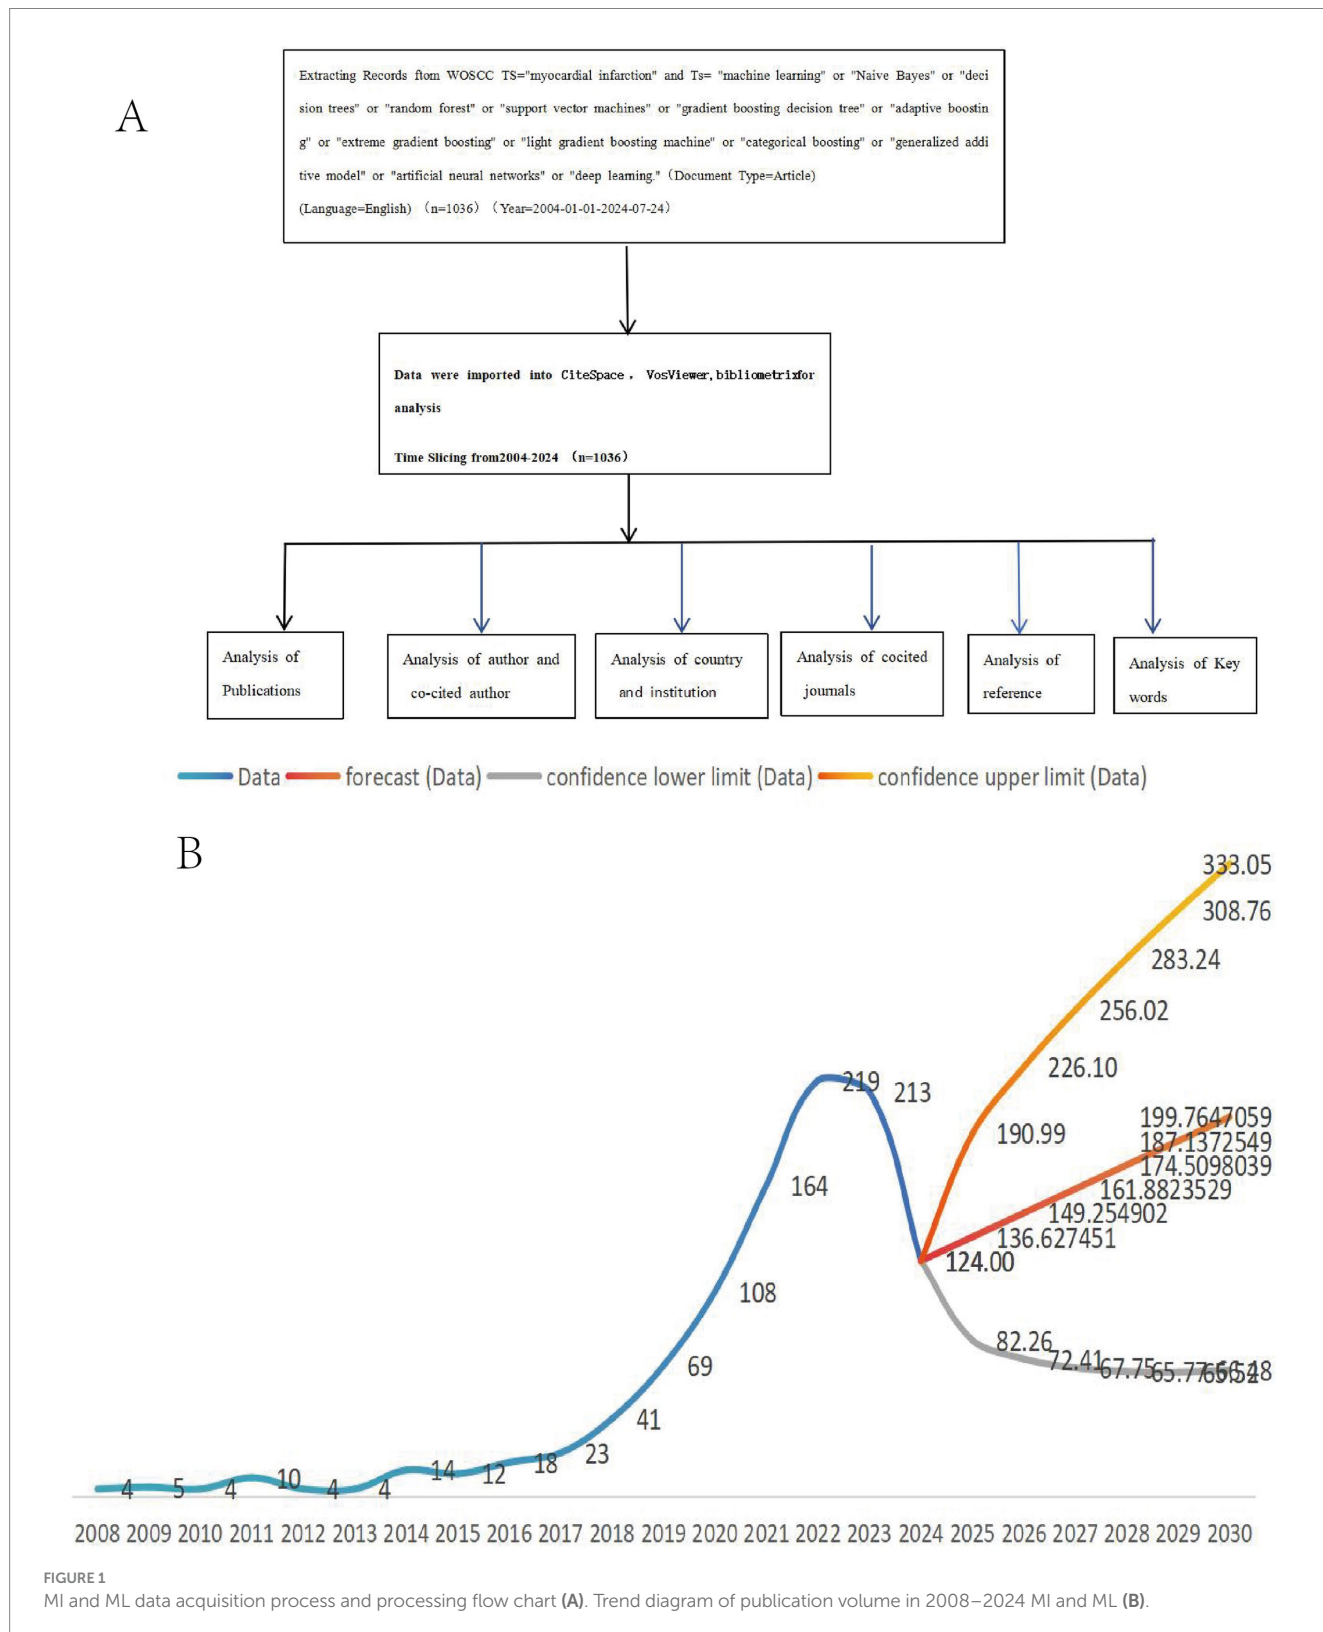 A
Extracting Records ftom WOSCC TS="myocardial infarction" and Ts= "machine learning" or "Naive Bayes" or "deci
sion trees" or "random forest" or "support vector machines" or "gradient boosting decision tree" or "adaptive boostin
g" or "extreme gradient boosting" or "light gradient boosting machine" or "categorical boosting" or "generalized addi
tive model" or "artificial neural networks" or "deep learning." (Document Type=Article)
(Language=English) (n=1036) (Year=2004-01-01-2024-07-24)
Data were imported into CiteSpace, VosViewer,bibliometrixfor
analysis
Time Slicing from2004-2024 (n=1036)
Analysis of
Publications
Analysis of author and
co-cited author
Analysis of country
and institution
Analysis of cocited
journals
Analysis of
reference
Analysis of Key
words
Data forecast (Data) confidence lower limit (Data) confidence upper limit (Data)
B
333.05
308.76
283.24
256.02
226.10
190.99
219
213
199.7647059
187.1372549
174.5098039
161.8823529
149.254902
136.627451
124.00
164
108
82.26
72.41
67.75
65.77
65.52
66.48
69
41
23
18
12
14
4
4
10
4
5
4
2008 2009 2010 2011 2012 2013 2014 2015 2016 2017 2018 2019 2020 2021 2022 2023 2024 2025 2026 2027 2028 2029 2030
FIGURE 1
MI and ML data acquisition process and processing flow chart (A). Trend diagram of publication volume in 2008–2024 MI and ML (B).